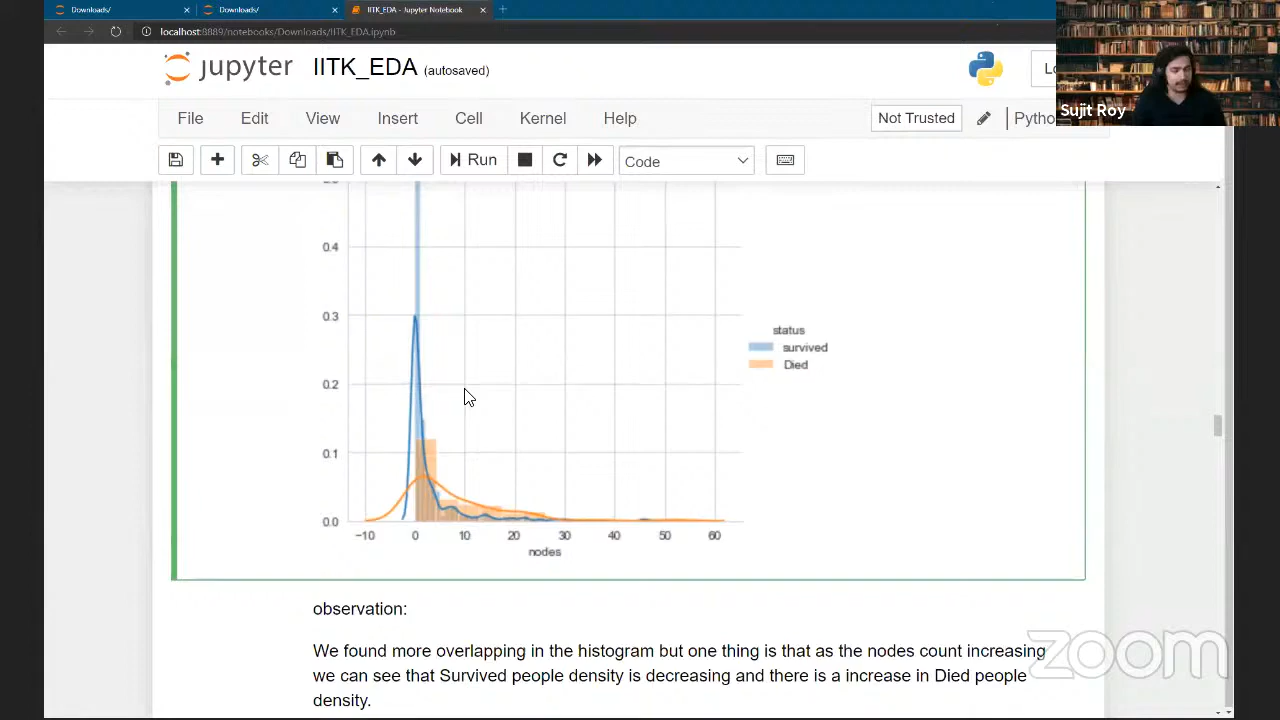 Downloads/
Downloads/
IITK_EDA - Jupyter Notebook
localhost:8889/notebooks/Downloads/IITK_EDA.ipynb
jupyter IITK_EDA (autosaved)
Sujit Roy
File Edit View Insert Cell Kernel Help
Not Trusted
Run
Code
0.4
0.3
0.2
0.1
0.0
−10 0 10 20 30 40 50 60
nodes
status
survived
Died
observation:
We found more overlapping in the histogram but one thing is that as the nodes count increasing
we can see that Survived people density is decreasing and there is a increase in Died people
density.
zoom